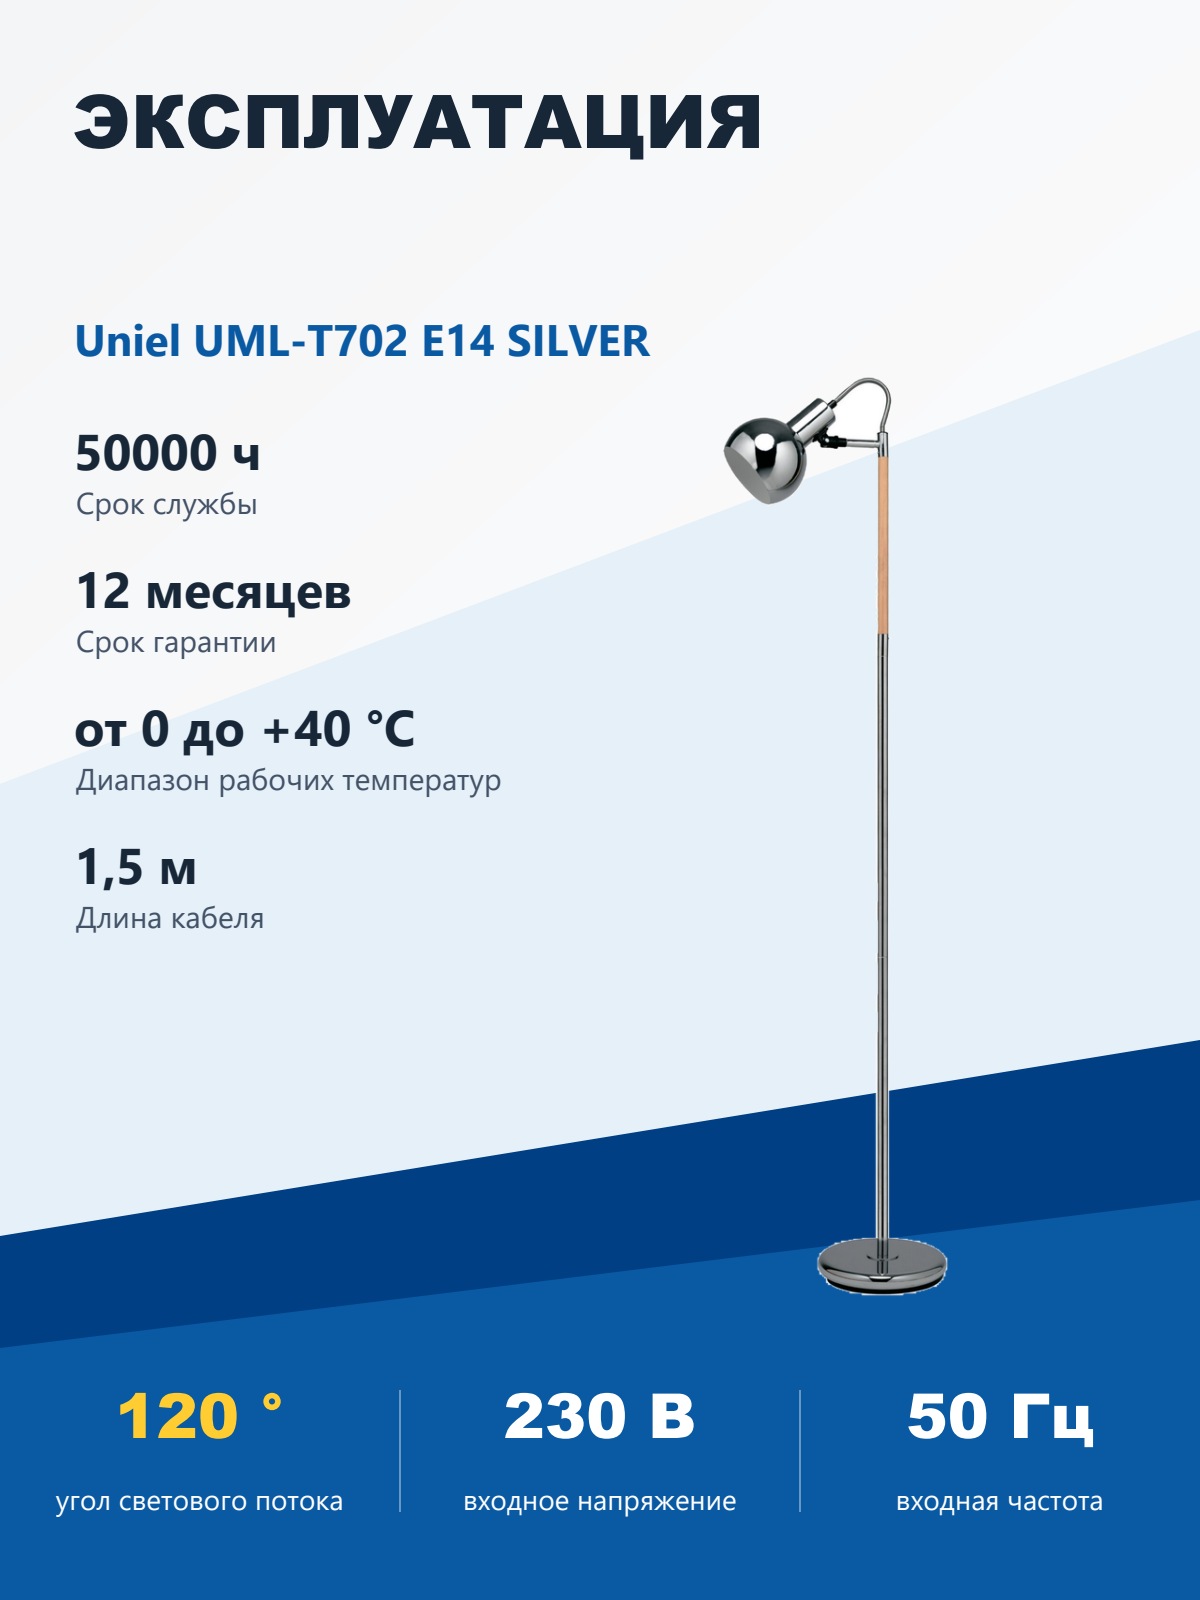 ЭКСПЛУАТАЦИЯ
Uniel UML-T702 E14 SILVER
50000 ч
Срок службы
12 месяцев
Срок гарантии
от 0 до +40 °C
Диапазон рабочих температур
1,5 м
Длина кабеля
120 °
угол светового потока
230 В
входное напряжение
50 Гц
входная частота